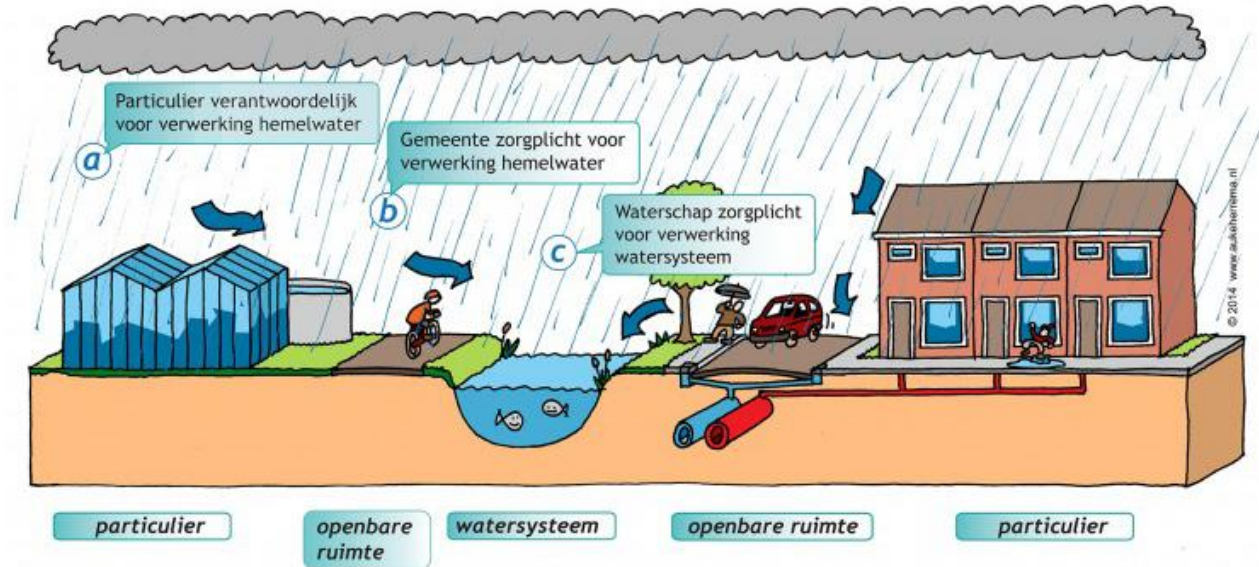 Particulier verantwoordelijk
voor verwerking hemelwater
a
Gemeente zorgplicht voor
verwerking hemelwater
b
Waterschap zorgplicht
voor verwerking
watersysteem
c
© 2014 www.aukeherrema.nl
particulier
openbare
ruimte
watersysteem
openbare ruimte
particulier